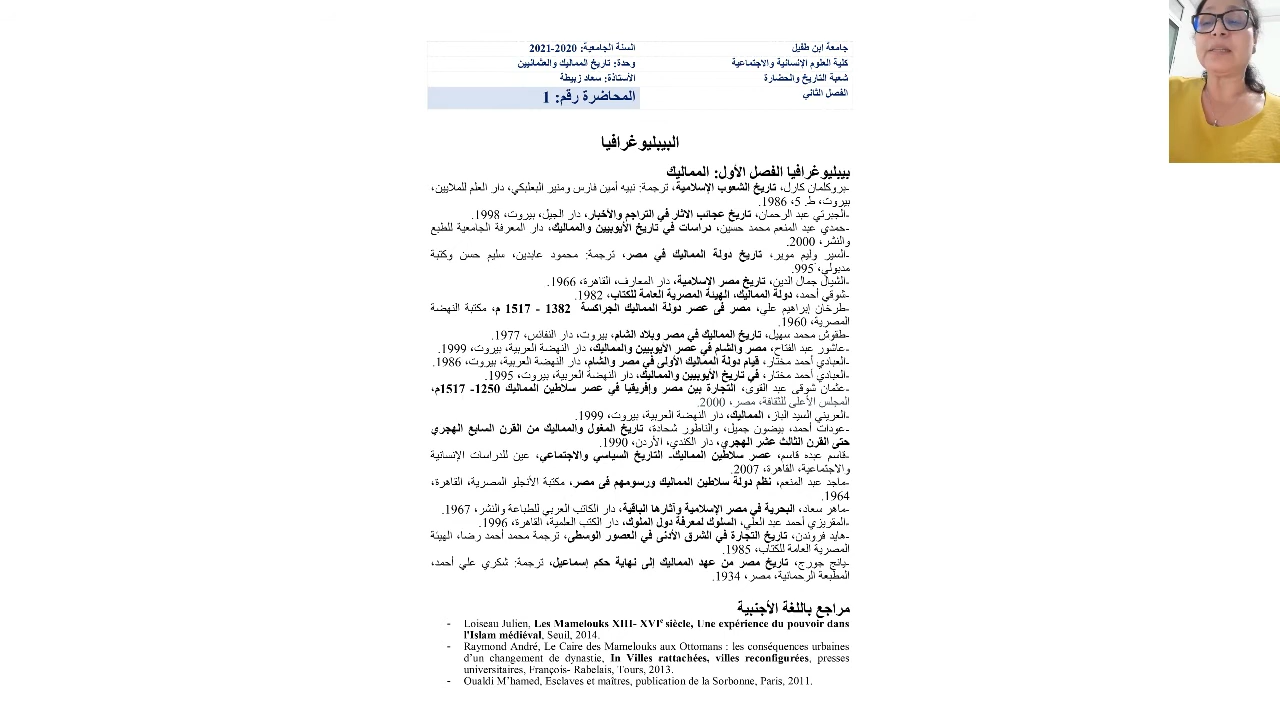 جامعة إبن طفيل
السنة الجامعية: 2020-2021
كلية العلوم الإنسانية والاجتماعية
وحدة: تاريخ المماليك والعثمانيين
شعبة التاريخ والحضارة
الأستاذة: سعاد زبيطة
الفصل الثاني
المحاضرة رقم: 1
البيبليوغرافيا
بيبليوغرافيا الفصل الأول: المماليك
-بروكلمان كارل، تاريخ الشعوب الإسلامية، ترجمة: نبيه أمين فارس ومنير البعلبكي، دار العلم للملايين،
بيروت، ط. 5، 1986.
-الجبرتي عبد الرحمان، تاريخ عجائب الاثار في التراجم والأخبار، دار الجيل، بيروت، 1998.
-حمدي عبد المنعم محمد حسين، دراسات في تاريخ الأيوبيين والمماليك، دار المعرفة الجامعية للطبع
والنشر، 2000.
-السير وليم موير، تاريخ دولة المماليك في مصر، ترجمة: محمود عابدين، سليم حسن وكتبة
مدبولي، 995.
-الشيال جمال الدين، تاريخ مصر الإسلامية، دار المعارف، القاهرة، 1966.
-شوقي أحمد، دولة المماليك، الهيئة المصرية العامة للكتاب، 1982.
-طرخان إبراهيم علي، مصر في عصر دولة المماليك الجراكسة 1382 - 1517 م، مكتبة النهضة
المصرية، 1960.
-طقوش محمد سهيل، تاريخ المماليك في مصر وبلاد الشام، بيروت، دار النفائس، 1977.
-عاشور عبد الفتاح، مصر والشام في عصر الأيوبيين والمماليك، دار النهضة العربية، بيروت، 1999.
-العبادي أحمد مختار، قيام دولة المماليك الأولى في مصر والشام، دار النهضة العربية، بيروت، 1986.
-العبادي أحمد مختار، في تاريخ الأيوبيين والمماليك، دار النهضة العربية، بيروت، 1995.
-عثمان شوقي عبد القوي، التجارة بين مصر وإفريقيا في عصر سلاطين المماليك 1250- 1517م،
المجلس الأعلى للثقافة، مصر، 2000.
-العريني السيد الباز، المماليك، دار النهضة العربية، بيروت، 1999.
-عودات أحمد، بيضون جميل، والناطور شحادة، تاريخ المغول والمماليك من القرن السابع الهجري
حتى القرن الثالث عشر الهجري، دار الكندي، الأردن، 1990.
-قاسم عبده قاسم، عصر سلاطين المماليك- التاريخ السياسي والاجتماعي، عين للدراسات الإنسانية
والاجتماعية، القاهرة، 2007.
-ماجد عبد المنعم، نظم دولة سلاطين المماليك ورسومهم في مصر، مكتبة الأنجلو المصرية، القاهرة،
1964.
-ماهر سعاد، البحرية في مصر الإسلامية وآثارها الباقية، دار الكاتب العربي للطباعة والنشر، 1967.
-المقريزي أحمد عبد العلي، السلوك لمعرفة دول الملوك، دار الكتب العلمية، القاهرة، 1996.
-هايد فروندن، تاريخ التجارة في الشرق الأدنى في العصور الوسطى، ترجمة محمد أحمد رضا، الهيئة
المصرية العامة للكتاب، 1985.
-يانج جورج، تاريخ مصر من عهد المماليك إلى نهاية حكم إسماعيل، ترجمة: شكري علي أحمد،
المطبعة الرحمانية، مصر، 1934.
مراجع باللغة الأجنبية
- Loiseau Julien, Les Mamelouks XIII- XVIe siècle, Une expérience du pouvoir dans
l'Islam médiéval, Seuil, 2014.
- Raymond André, Le Caire des Mamelouks aux Ottomans : les conséquences urbaines
d'un changement de dynastie, In Villes rattachées, villes reconfigurées, presses
universitaires, François- Rabelais, Tours, 2013.
- Oualdi M'hamed, Esclaves et maîtres, publication de la Sorbonne, Paris, 2011.